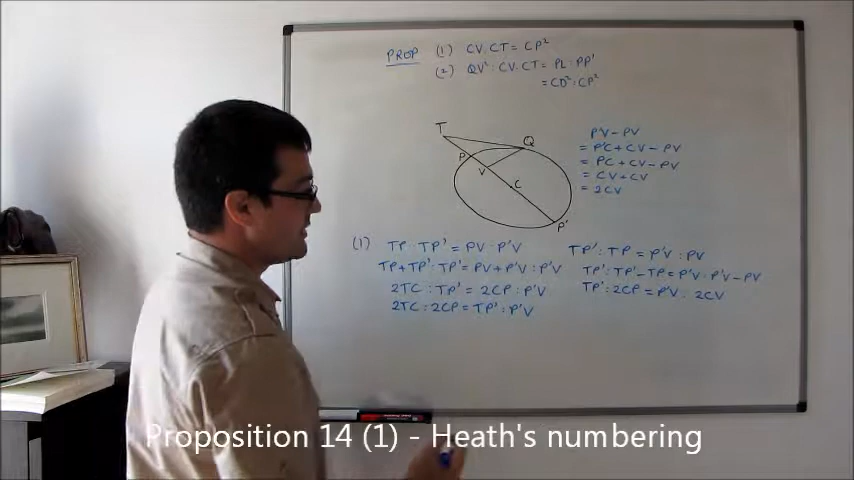 PROP (1) CV.CT = CP²
(2) QV² : CV.CT = PL : PP'
= CD² : CP²
T
Q
P
V
C
P'
P'V - PV
= P'C + CV - PV
= PC + CV - PV
= CV + CV
= 2CV
(1) TP : TP' = PV : P'V
TP + TP' : TP' = PV + P'V : P'V
2TC : TP' = 2CP : P'V
2TC : 2CP = TP' : P'V
TP' : TP = P'V : PV
TP' : TP' - TP = P'V : P'V - PV
TP' : 2CP = P'V : 2CV
Proposition 14 (1) - Heath's numbering